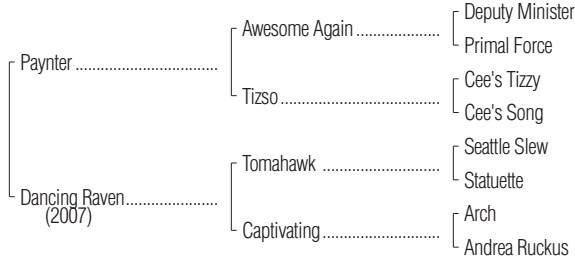 Deputy Minister
Awesome Again ..................
Primal Force
Paynter ................................
Cee's Tizzy
Tizso....................................
Cee's Song
Seattle Slew
Tomahawk ..........................
Statuette
Dancing Raven.....................
(2007)
Arch
Captivating...........................
Andrea Ruckus